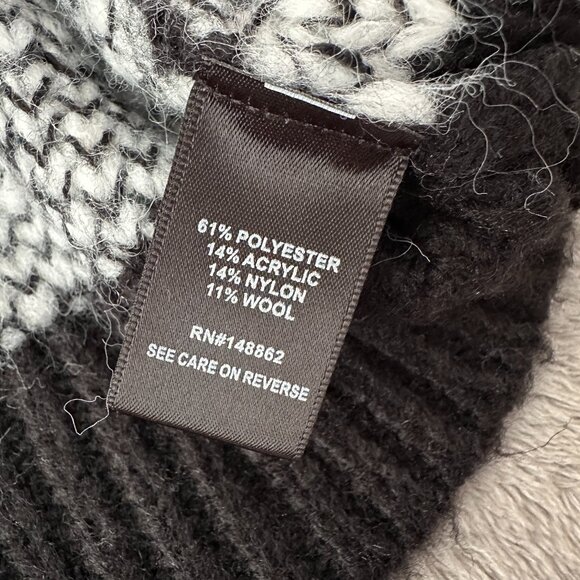 61% POLYESTER
14% ACRYLIC
14% NYLON
11% WOOL
RN#148862
SEE CARE ON REVERSE